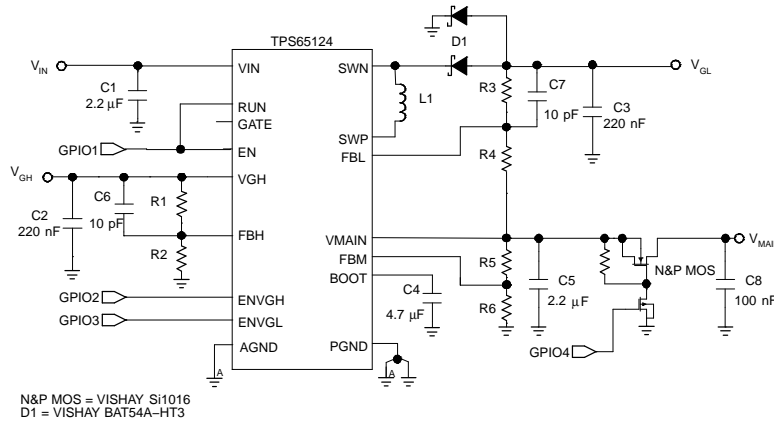 TPS65124
D1
V_IN
VIN
SWN
V_GL
C1
2.2 μF
R3
C7
L1
C3
RUN
10 pF
220 nF
GATE
SWP
GPIO1
EN
FBL
R4
V_GH
VGH
C6
R1
C2
10 pF
220 nF
FBH
VMAIN
V_MAI
R2
FBM
R5
C5
N&P MOS
C8
BOOT
2.2 μF
100 nF
GPIO2
ENVGH
C4
R6
4.7 μF
GPIO3
ENVGL
AGND
PGND
GPIO4
A
A
N&P MOS = VISHAY Si1016
D1 = VISHAY BAT54A-HT3